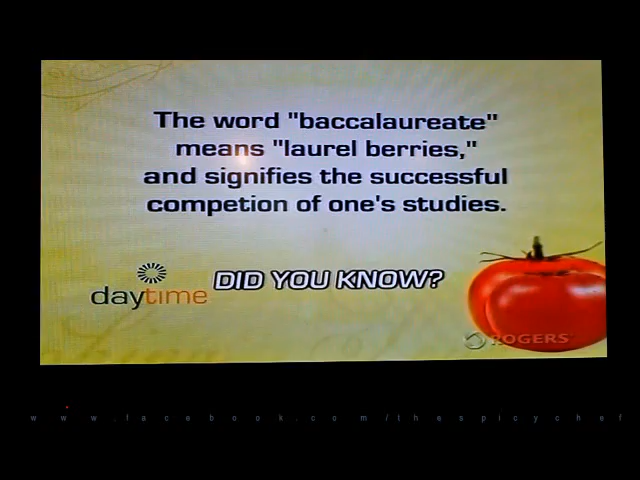 The word "baccalaureate"
means "laurel berries,"
and signifies the successful
competion of one's studies.
daytime
DID YOU KNOW?
ROGERS
www.facebook.com/thespicychef